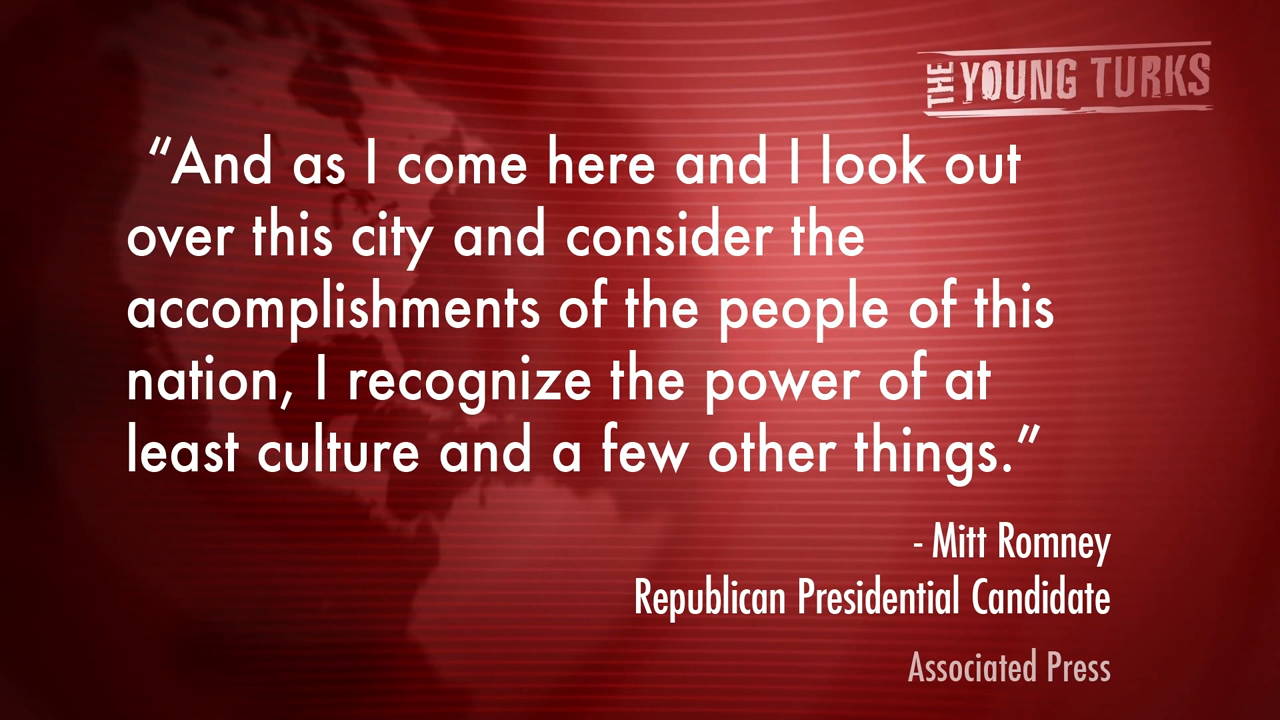 THE YOUNG TURKS
“And as I come here and I look out
over this city and consider the
accomplishments of the people of this
nation, I recognize the power of at
least culture and a few other things.”
- Mitt Romney
Republican Presidential Candidate
Associated Press